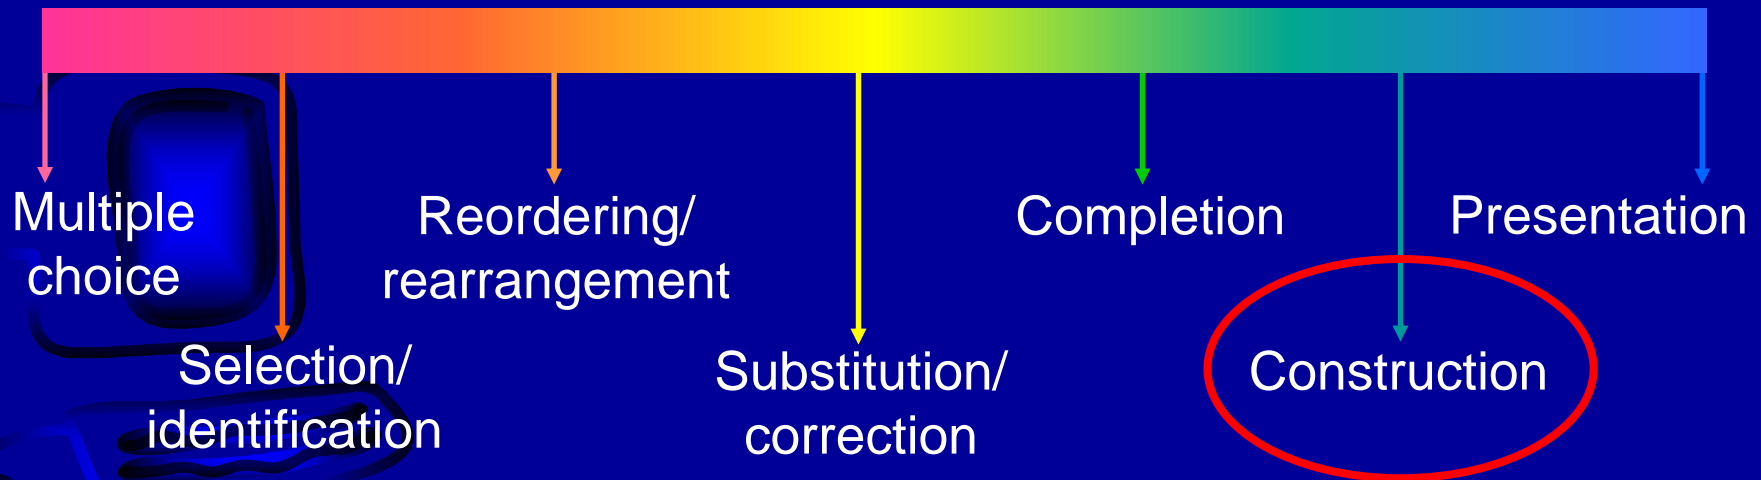 Multiple
choice
Selection/
identification
Reordering/
rearrangement
Substitution/
correction
Completion
Construction
Presentation